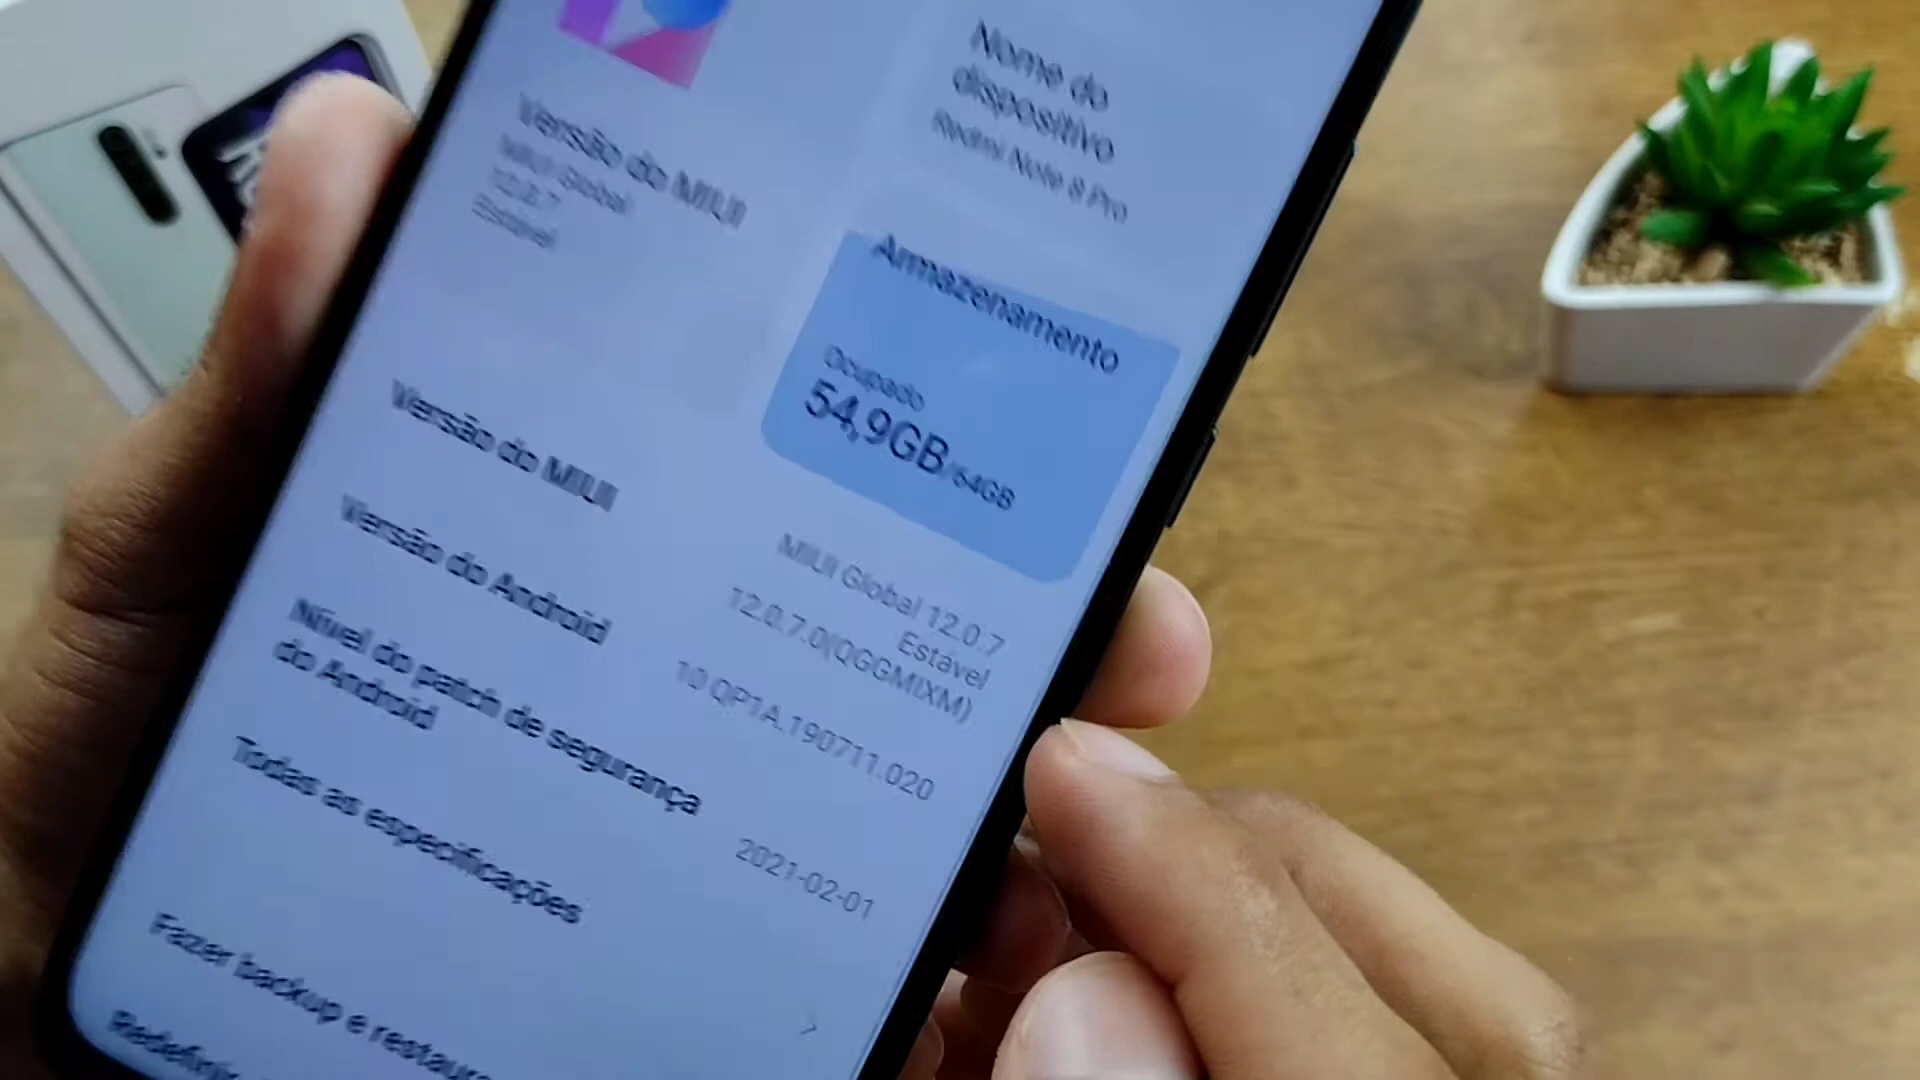 Nome do
dispositivo
Redmi Note 8 Pro
Versão do MIUI
MIUI Global
12.0.7
Estável
Armazenamento
Ocupado
54,9GB/64GB
Versão do MIUI
MIUI Global 12.0.7
Estável
12.0.7.0(QGGMIXM)
Versão do Android
10 QP1A.190711.020
Nível do patch de segurança
do Android
2021-02-01
Todas as especificações
Fazer backup e restaura
Redefinir